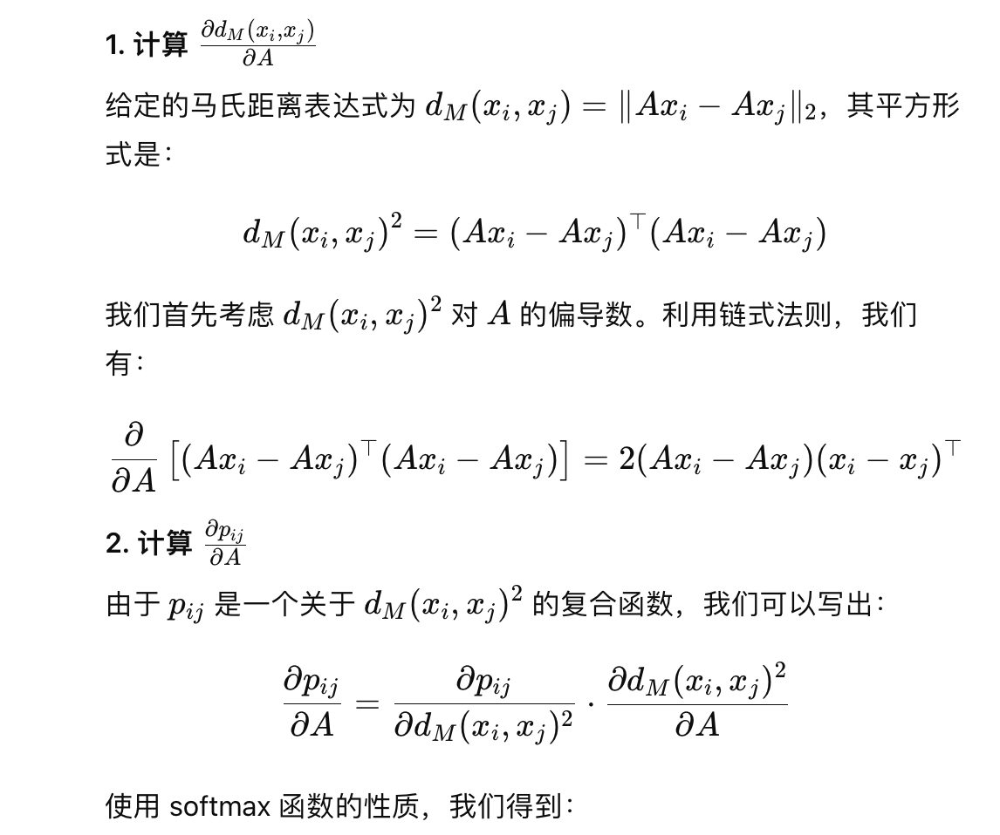 1. 计算 $\frac{\partial d_M(x_i,x_j)}{\partial A}$
给定的马氏距离表达式为 $d_M(x_i, x_j) = \|Ax_i - Ax_j\|_2$，其平方形
式是：
$d_M(x_i, x_j)^2 = (Ax_i - Ax_j)^\top (Ax_i - Ax_j)$
我们首先考虑 $d_M(x_i, x_j)^2$ 对 $A$ 的偏导数。利用链式法则，我们
有：
$\frac{\partial}{\partial A} \left[ (Ax_i - Ax_j)^\top (Ax_i - Ax_j) \right] = 2(Ax_i - Ax_j)(x_i - x_j)^\top$
2. 计算 $\frac{\partial p_{ij}}{\partial A}$
由于 $p_{ij}$ 是一个关于 $d_M(x_i, x_j)^2$ 的复合函数，我们可以写出：
$\frac{\partial p_{ij}}{\partial A} = \frac{\partial p_{ij}}{\partial d_M(x_i, x_j)^2} \cdot \frac{\partial d_M(x_i, x_j)^2}{\partial A}$
使用 softmax 函数的性质，我们得到：